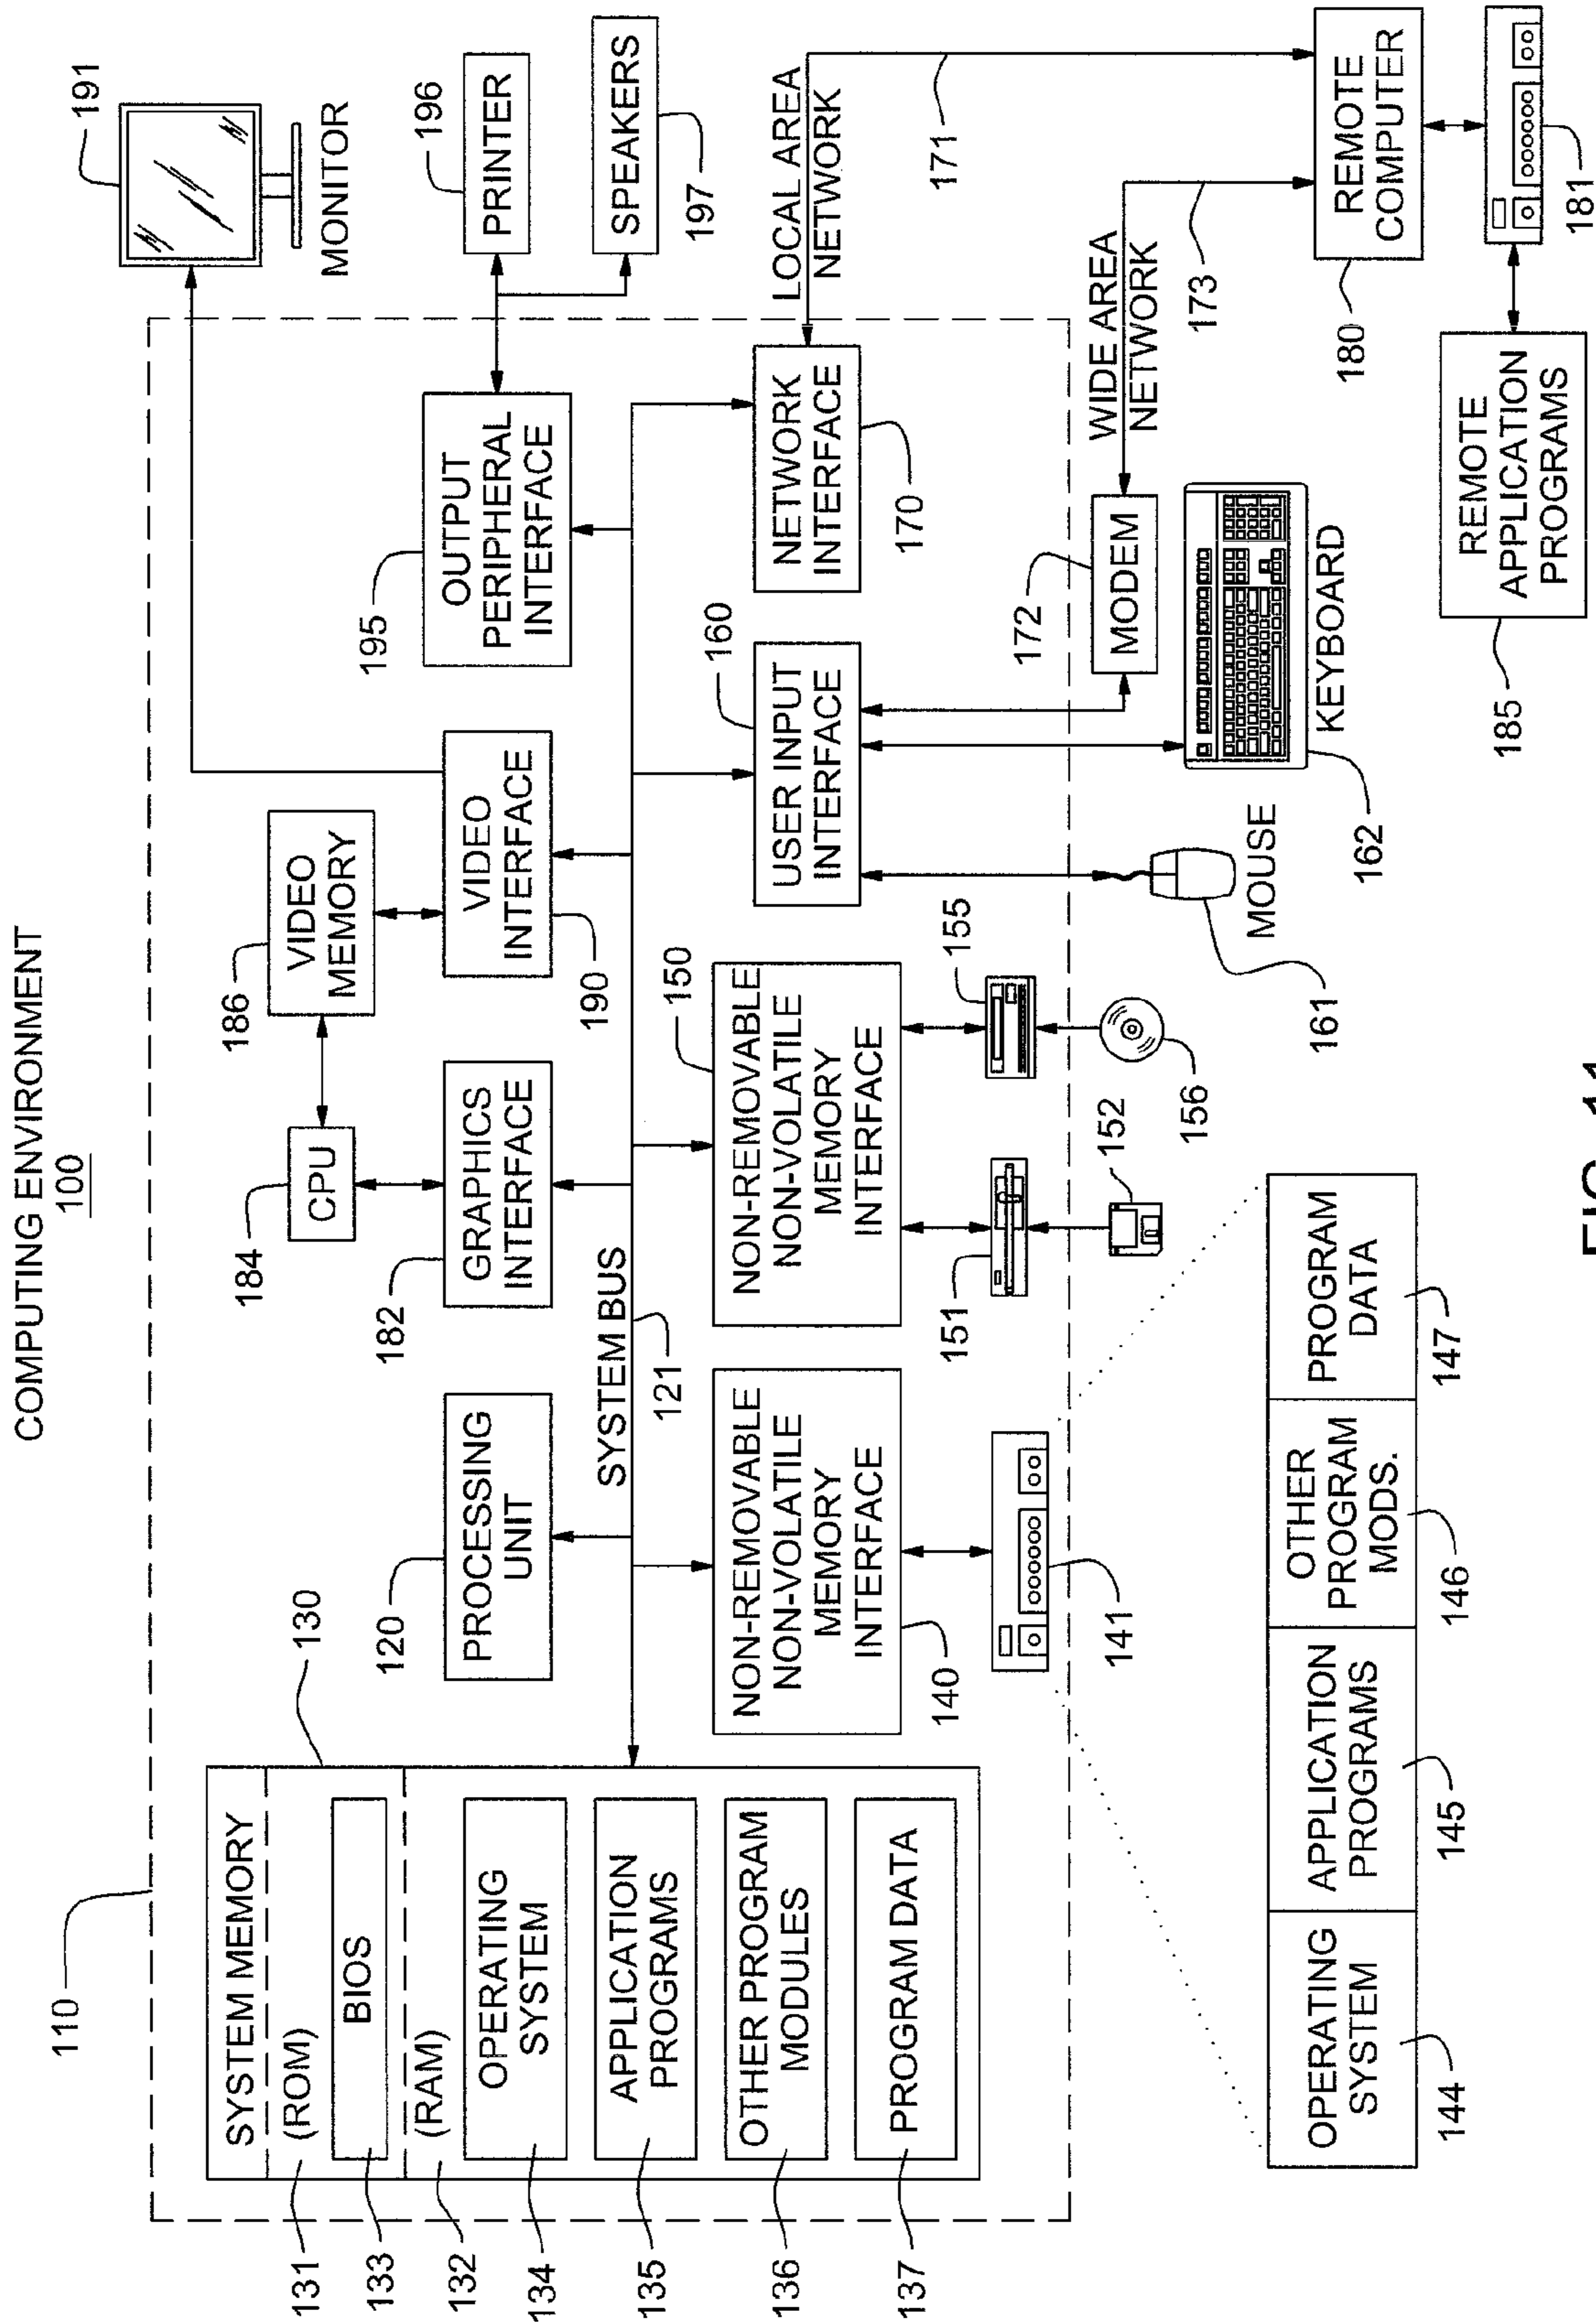 COMPUTING ENVIRONMENT
100
110
130
SYSTEM MEMORY
131
(ROM)
133
BIOS
132
(RAM)
134
OPERATING
SYSTEM
135
APPLICATION
PROGRAMS
136
OTHER PROGRAM
MODULES
137
PROGRAM DATA
120
PROCESSING
UNIT
SYSTEM BUS
121
184
CPU
182
GRAPHICS
INTERFACE
186
VIDEO
MEMORY
VIDEO
INTERFACE
190
191
MONITOR
195
OUTPUT
PERIPHERAL
INTERFACE
196
PRINTER
SPEAKERS
197
NON-REMOVABLE
NON-VOLATILE
MEMORY
INTERFACE
140
141
150
NON-REMOVABLE
NON-VOLATILE
MEMORY
INTERFACE
151
152
155
156
160
USER INPUT
INTERFACE
NETWORK
INTERFACE
170
LOCAL AREA
NETWORK
171
172
MODEM
WIDE AREA
NETWORK
173
MOUSE
161
KEYBOARD
162
REMOTE
COMPUTER
180
181
REMOTE
APPLICATION
PROGRAMS
185
OPERATING
SYSTEM
144
APPLICATION
PROGRAMS
145
OTHER
PROGRAM
MODS.
146
PROGRAM
DATA
147
FIG. 11